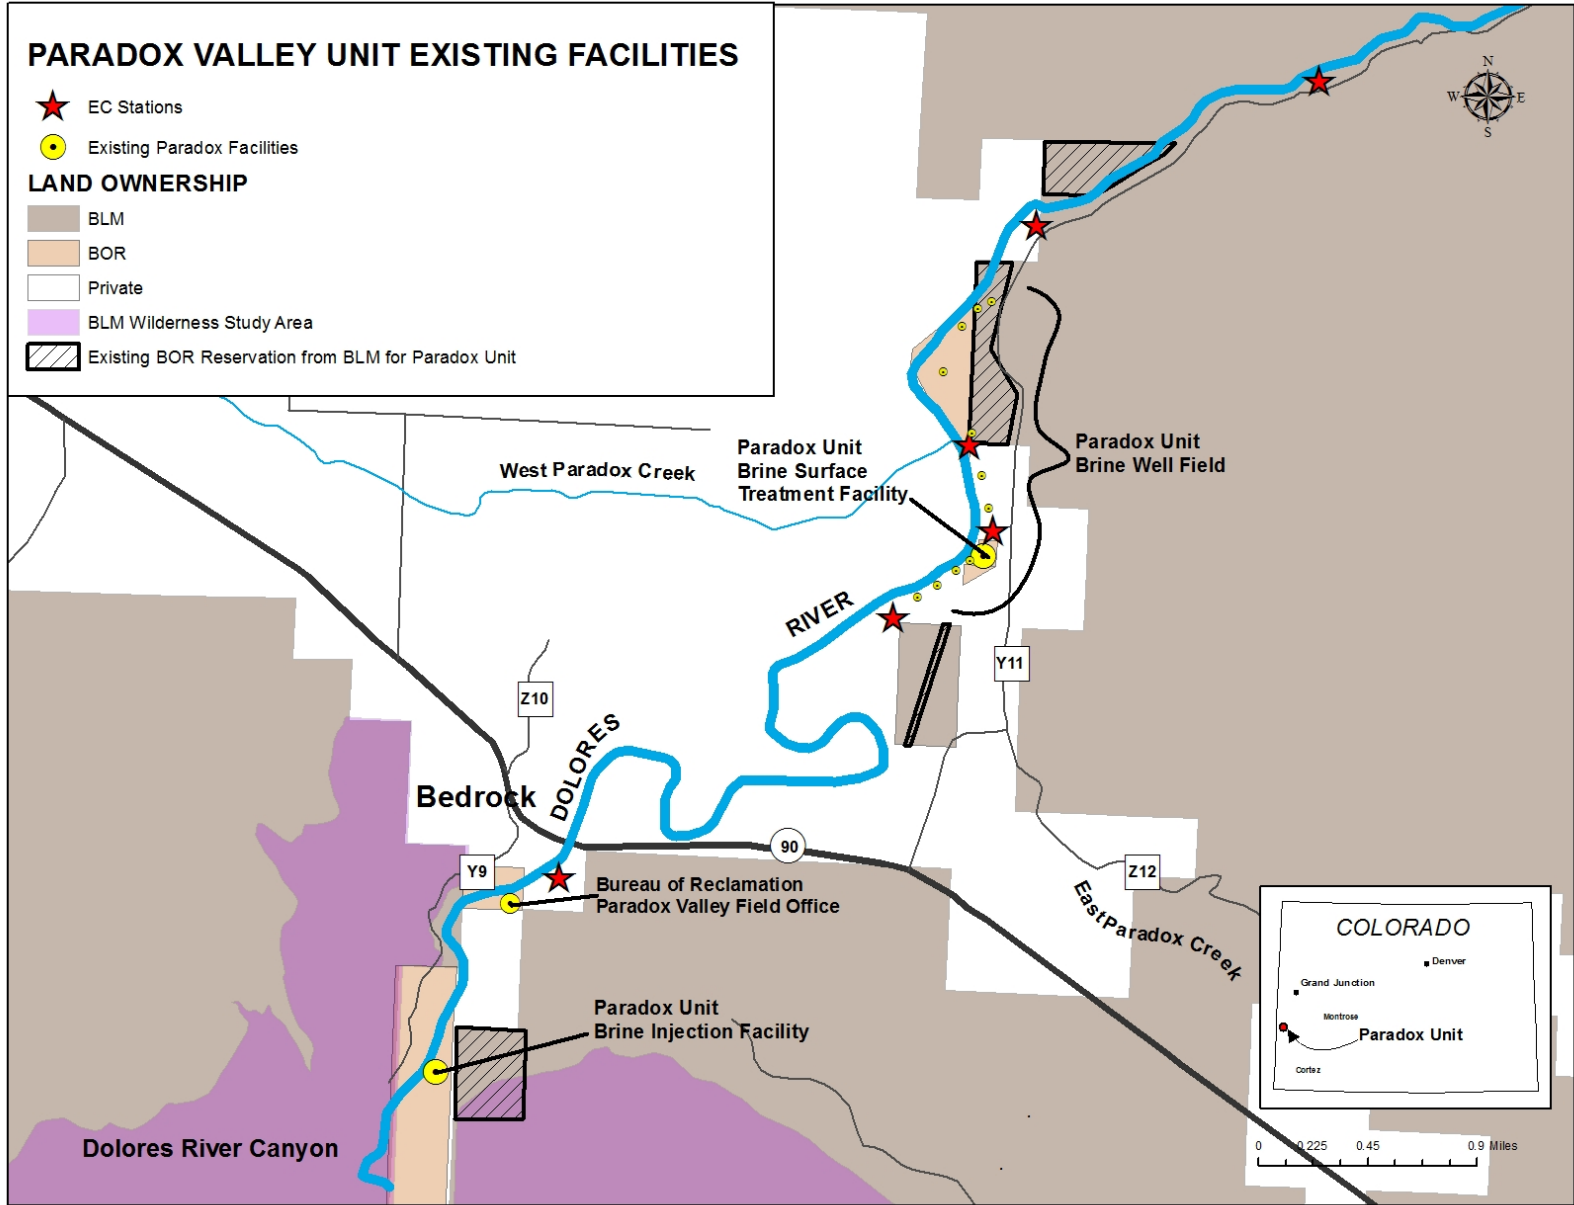 PARADOX VALLEY UNIT EXISTING FACILITIES
EC Stations
Existing Paradox Facilities
LAND OWNERSHIP
BLM
BOR
Private
BLM Wilderness Study Area
Existing BOR Reservation from BLM for Paradox Unit
N
W
E
S
Paradox Unit
Brine Surface
Treatment Facility
Paradox Unit
Brine Well Field
West Paradox Creek
RIVER
Y11
Z10
DOLORES
Bedrock
90
Y9
Z12
Bureau of Reclamation
Paradox Valley Field Office
EastParadox Creek
Paradox Unit
Brine Injection Facility
Dolores River Canyon
COLORADO
Denver
Grand Junction
Montrose
Paradox Unit
Cortez
0 0.225 0.45 0.9 Miles